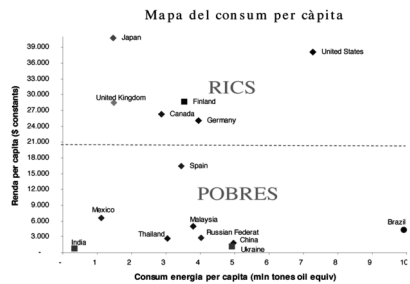 Mapa del consum per càpita
Renda per capita ($ constants)
39.000
36.000
33.000
30.000
27.000
24.000
21.000
18.000
15.000
12.000
9.000
6.000
3.000
-
Japan
United States
RICS
United Kingdom
Finland
Canada
Germany
Spain
POBRES
Mexico
Malaysia
Brazil
Thailand
Russian Federat
India
China
Ukraine
- 1 2 3 4 5 6 7 8 9 10
Consum energia per capita (mln tones oil equiv)